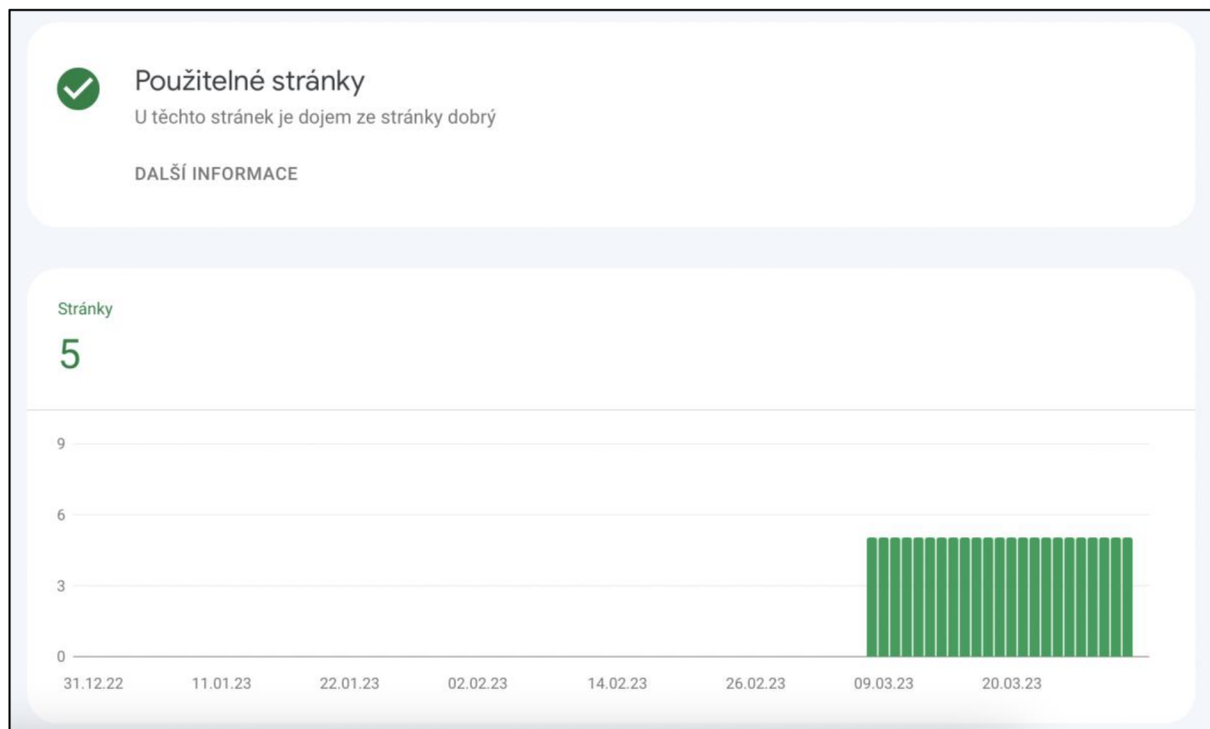 Použitelné stránky
U těchto stránek je dojem ze stránky dobrý
DALŠÍ INFORMACE
Stránky
5
9
6
3
0
31.12.22 11.01.23 22.01.23 02.02.23 14.02.23 26.02.23 09.03.23 20.03.23